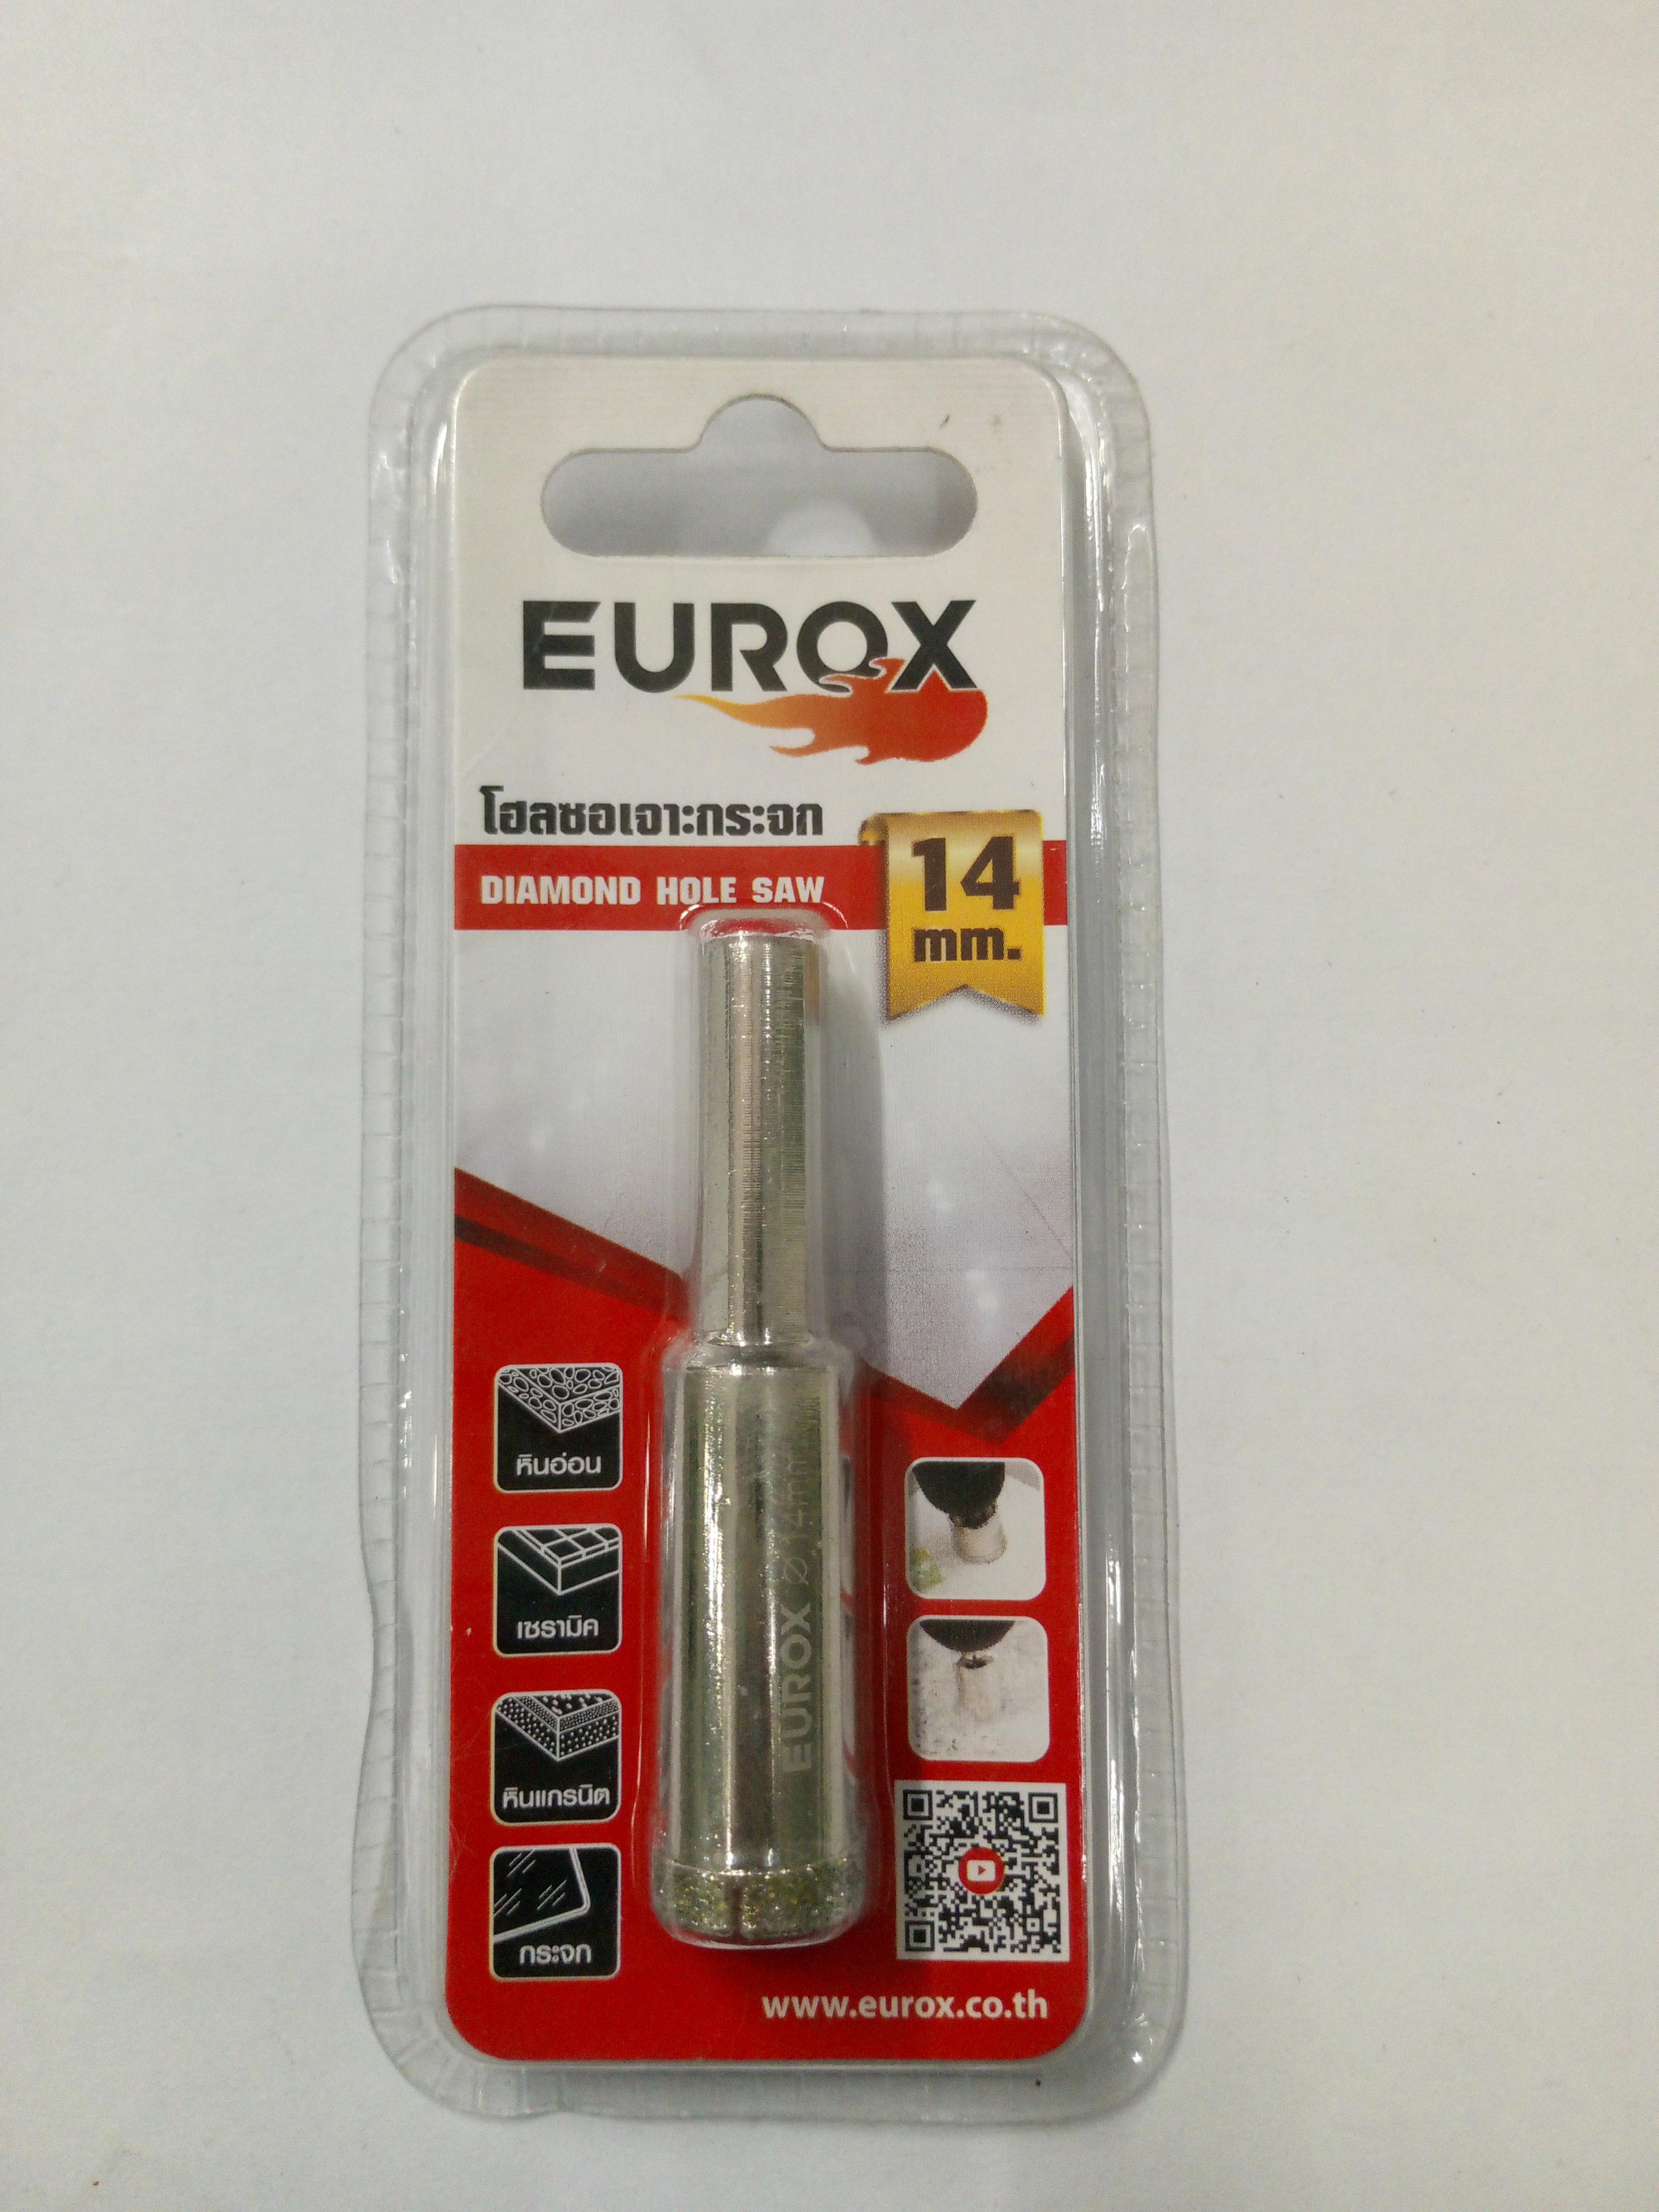 EUROX
โฮลซอเจาะกระจก
DIAMOND HOLE SAW
14
mm.
หินอ่อน
เซรามิค
หินแกรนิต
กระจก
EUROX Ø 14mm
www.eurox.co.th